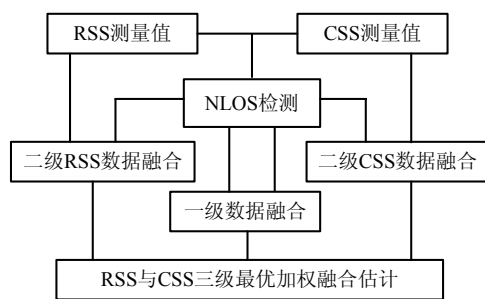 RSS测量值
CSS测量值
NLOS检测
二级RSS数据融合
二级CSS数据融合
一级数据融合
RSS与CSS三级最优加权融合估计